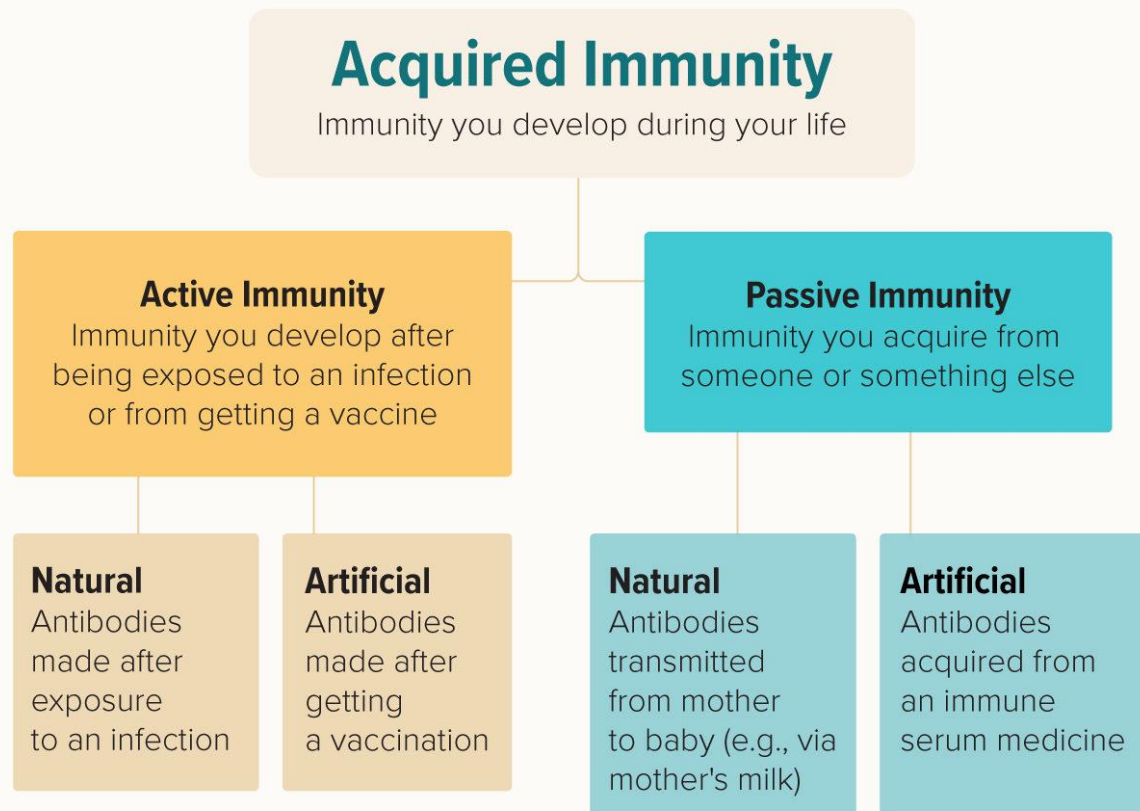 Acquired Immunity
Immunity you develop during your life
Active Immunity
Immunity you develop after
being exposed to an infection
or from getting a vaccine
Passive Immunity
Immunity you acquire from
someone or something else
Natural
Antibodies
made after
exposure
to an infection
Artificial
Antibodies
made after
getting
a vaccination
Natural
Antibodies
transmitted
from mother
to baby (e.g., via
mother's milk)
Artificial
Antibodies
acquired from
an immune
serum medicine